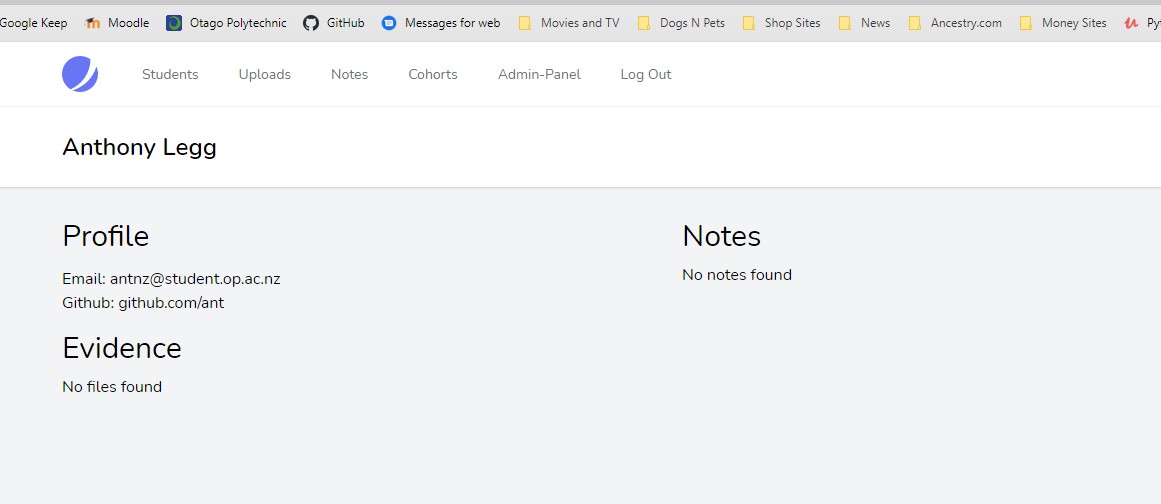 Google Keep Moodle Otago Polytechnic GitHub Messages for web Movies and TV Dogs N Pets Shop Sites News Ancestry.com Money Sites
Students Uploads Notes Cohorts Admin-Panel Log Out
Anthony Legg
Profile
Email: antnz@student.op.ac.nz
Github: github.com/ant
Evidence
No files found
Notes
No notes found